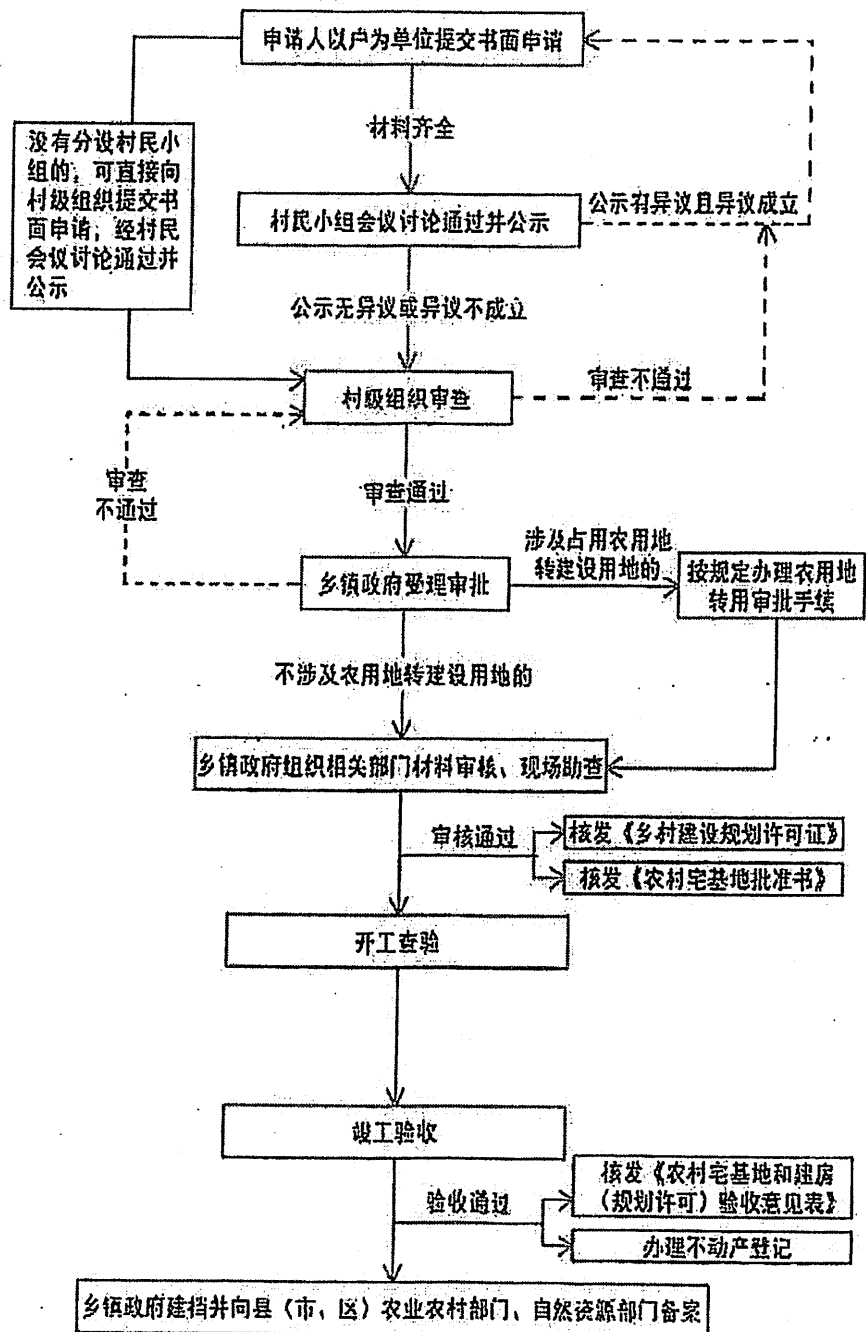 申请人以户为单位提交书面申请
材料齐全
没有分设村民小
组的，可直接向
村级组织提交书
面申请，经村民
会议讨论通过并
公示
村民小组会议讨论通过并公示
公示有异议且异议成立
公示无异议或异议不成立
村级组织审查
审查不通过
审查
不通过
审查通过
乡镇政府受理审批
涉及占用农用地
转建设用地的
按规定办理农用地
转用审批手续
不涉及农用地转建设用地的
乡镇政府组织相关部门材料审核、现场勘查
审核通过
核发《乡村建设规划许可证》
核发《农村宅基地批准书》
开工查验
竣工验收
验收通过
核发《农村宅基地和建房
（规划许可）验收意见表》
办理不动产登记
乡镇政府建档并向县（市、区）农业农村部门、自然资源部门备案